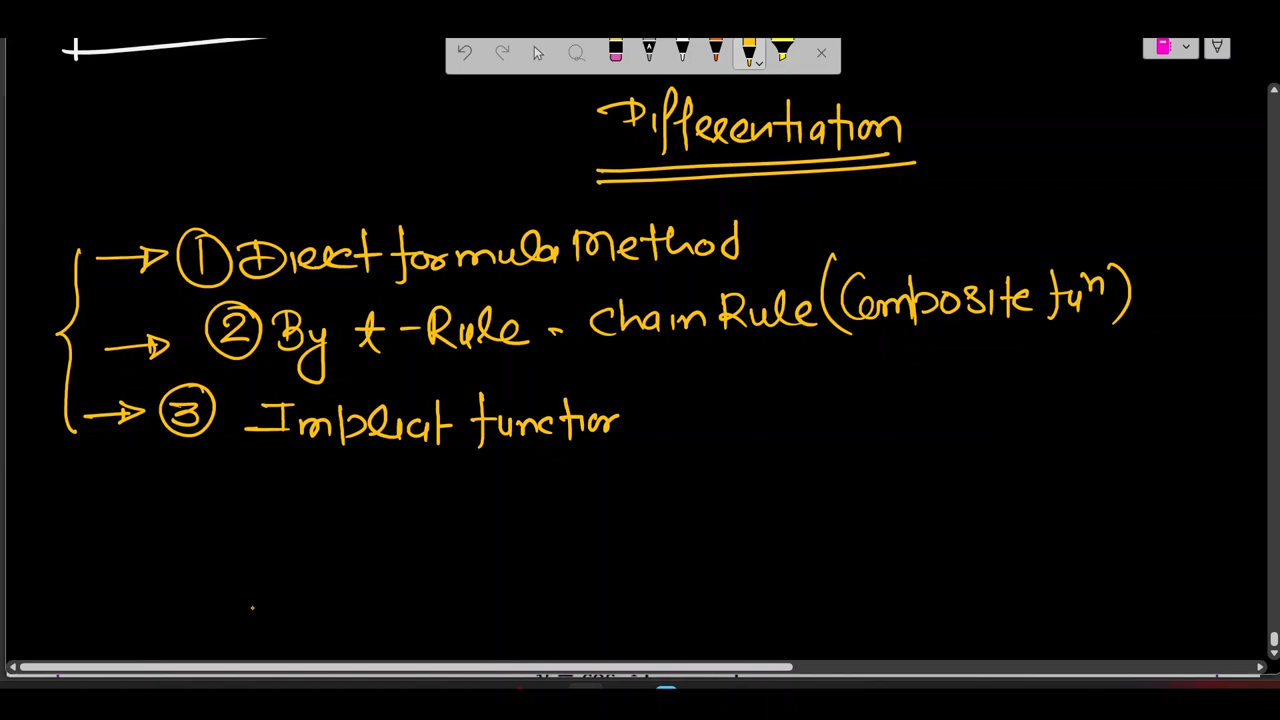 Differentiation
① Direct formula Method
② By t-Rule - Chain Rule (Composite fuⁿ)
③ Implicit function